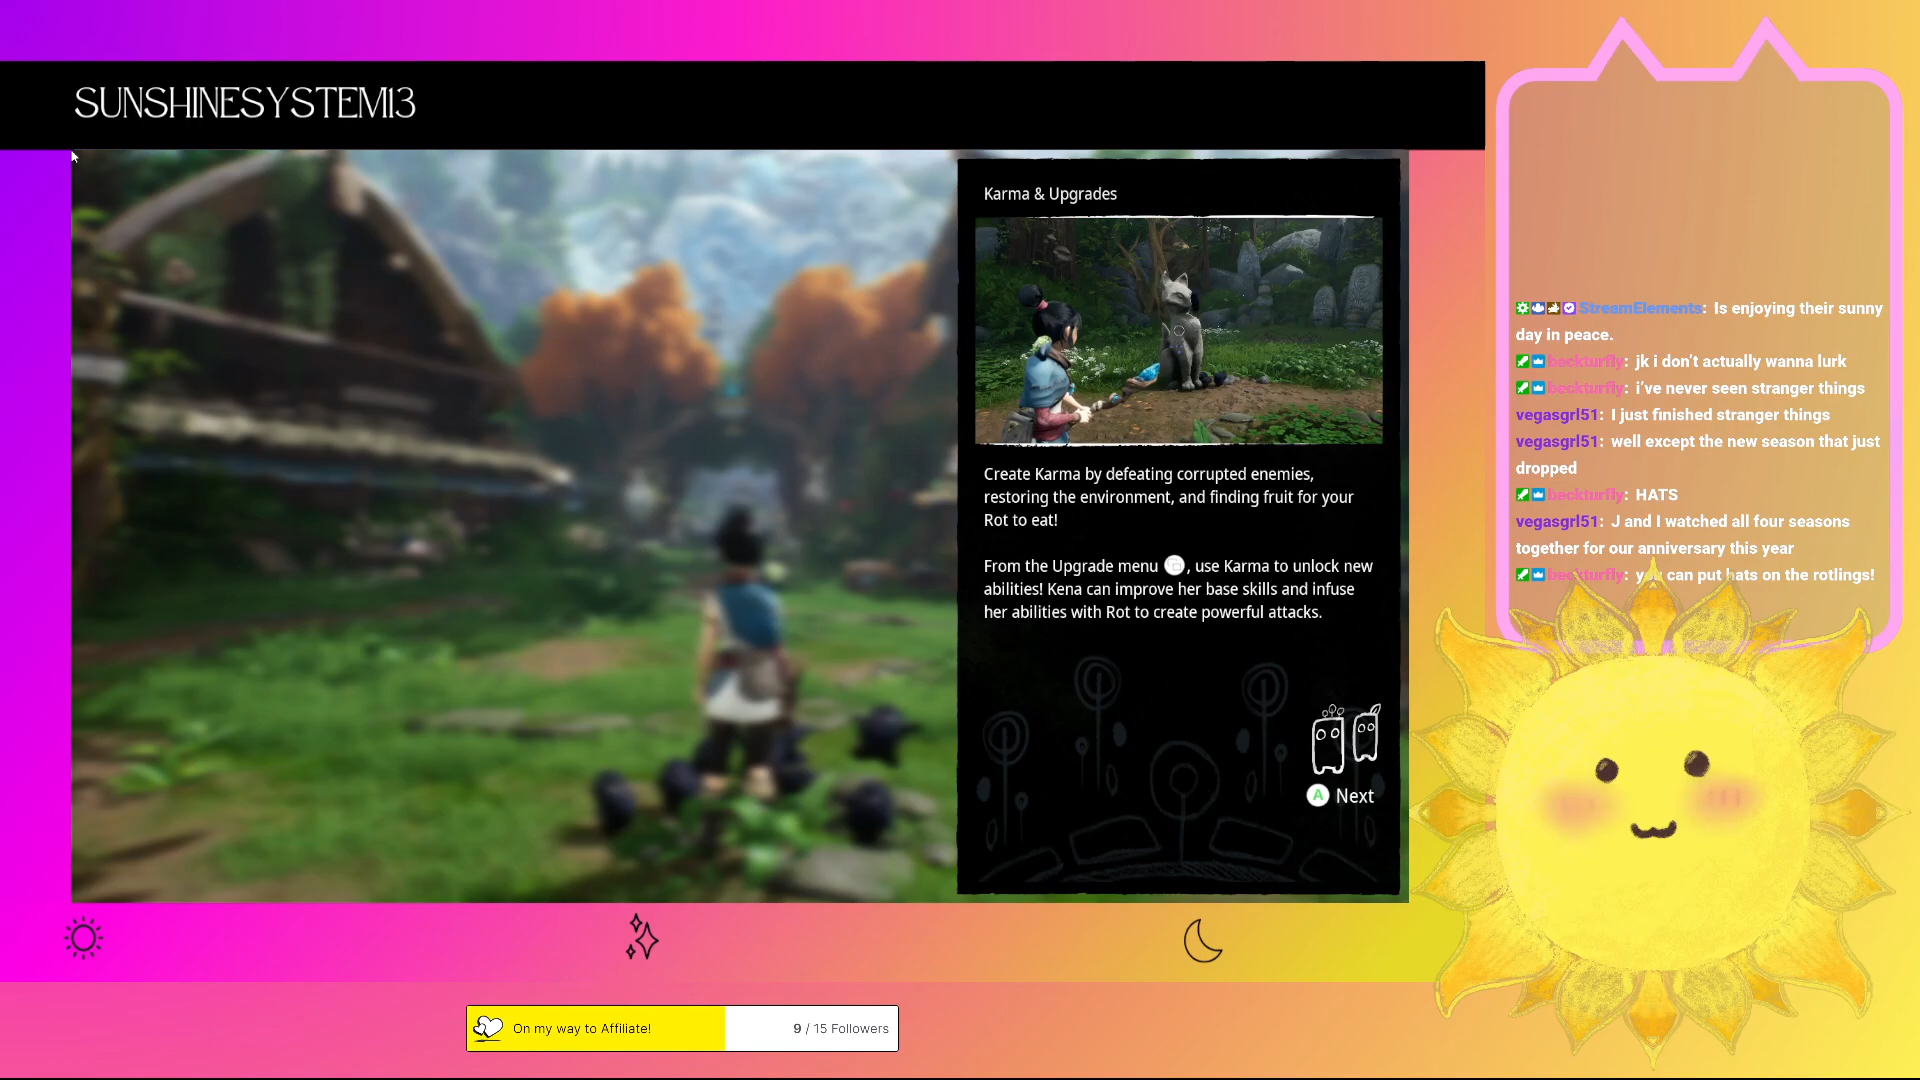 SUNSHINESYSTEM13
Karma & Upgrades
Create Karma by defeating corrupted enemies,
restoring the environment, and finding fruit for your
Rot to eat!
From the Upgrade menu , use Karma to unlock new
abilities! Kena can improve her base skills and infuse
her abilities with Rot to create powerful attacks.
A Next
StreamElements: Is enjoying their sunny
day in peace.
beckturfly: jk i don't actually wanna lurk
beckturfly: i've never seen stranger things
vegasgrl51: I just finished stranger things
vegasgrl51: well except the new season that just
dropped
beckturfly: HATS
vegasgrl51: J and I watched all four seasons
together for our anniversary this year
beckturfly: you can put hats on the rotlings!
On my way to Affiliate!
9 / 15 Followers